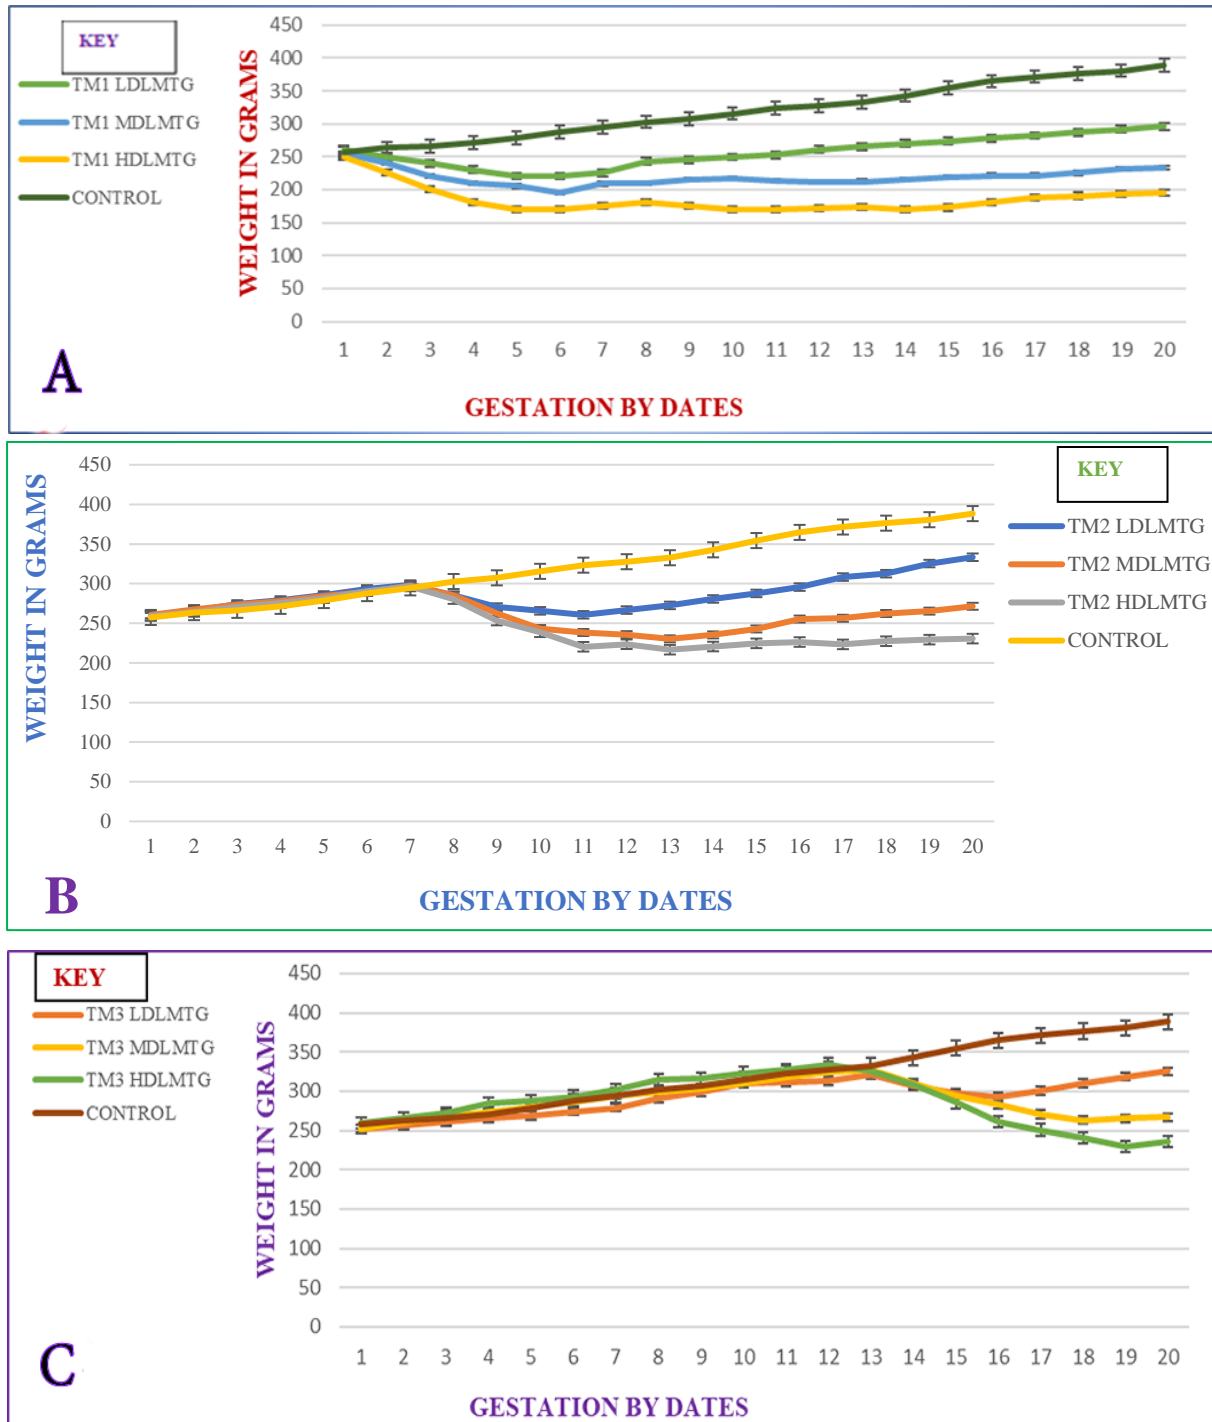 KEY
TM1 LDLMTG
TM1 MDLMTG
TM1 HDLMTG
CONTROL
WEIGHT IN GRAMS
450
400
350
300
250
200
150
100
50
0
1 2 3 4 5 6 7 8 9 10 11 12 13 14 15 16 17 18 19 20
GESTATION BY DATES
A
WEIGHT IN GRAMS
450
400
350
300
250
200
150
100
50
0
1 2 3 4 5 6 7 8 9 10 11 12 13 14 15 16 17 18 19 20
GESTATION BY DATES
KEY
TM2 LDLMTG
TM2 MDLMTG
TM2 HDLMTG
CONTROL
B
KEY
TM3 LDLMTG
TM3 MDLMTG
TM3 HDLMTG
CONTROL
WEIGHT IN GRAMS
450
400
350
300
250
200
150
100
50
0
1 2 3 4 5 6 7 8 9 10 11 12 13 14 15 16 17 18 19 20
GESTATION BY DATES
C